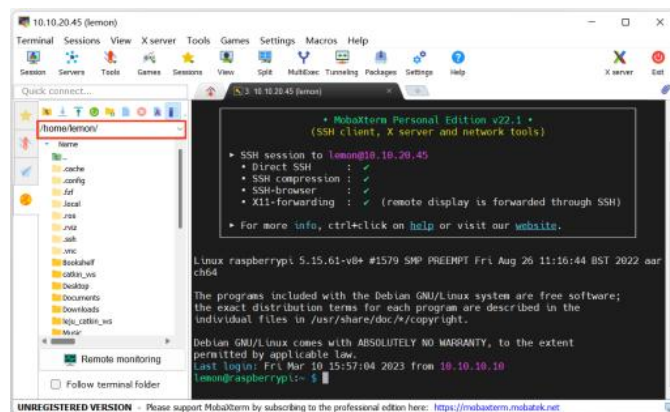 10.10.20.45 (lemon)
Terminal Sessions View X server Tools Games Settings Macros Help
Session Servers Tools Games Sessions View Split MultiExec Tunneling Packages Settings Help X server Exit
Quick connect...
3. 10.10.20.45 (lemon)
/home/lemon/
Name
..
.cache
.config
.fzf
.local
.ros
.rviz
.ssh
.vnc
Bookshelf
catkin_ws
Desktop
Documents
Downloads
leju_catkin_ws
Music
Remote monitoring
Follow terminal folder
• MobaXterm Personal Edition v22.1 •
(SSH client, X server and network tools)
► SSH session to lemon@10.10.20.45
• Direct SSH : ✓
• SSH compression : ✓
• SSH-browser : ✓
• X11-forwarding : ✓ (remote display is forwarded through SSH)
► For more info, ctrl+click on help or visit our website.
Linux raspberrypi 5.15.61-v8+ #1579 SMP PREEMPT Fri Aug 26 11:16:44 BST 2022 aar
ch64
The programs included with the Debian GNU/Linux system are free software;
the exact distribution terms for each program are described in the
individual files in /usr/share/doc/*/copyright.
Debian GNU/Linux comes with ABSOLUTELY NO WARRANTY, to the extent
permitted by applicable law.
Last login: Fri Mar 10 15:57:04 2023 from 10.10.10.10
lemon@raspberrypi:~ $
UNREGISTERED VERSION - Please support MobaXterm by subscribing to the professional edition here: https://mobaxterm.mobatek.net